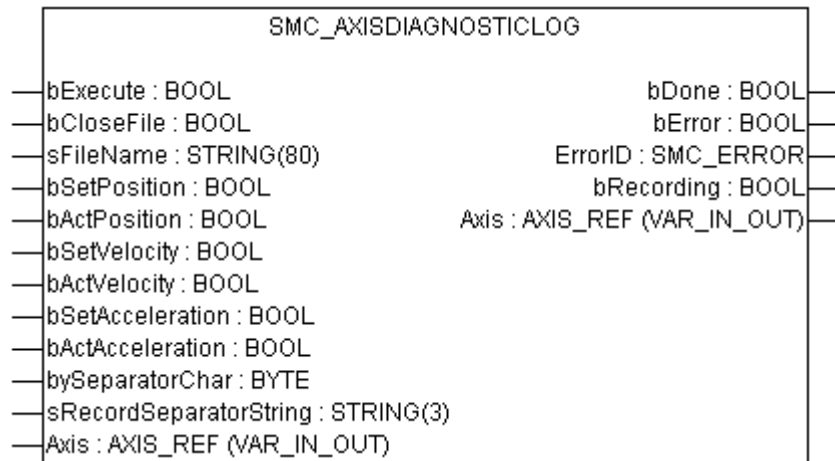 SMC_AXISDIAGNOSTICLOG
bExecute : BOOL bDone : BOOL
bCloseFile : BOOL bError : BOOL
sFileName : STRING(80) ErrorID : SMC_ERROR
bSetPosition : BOOL bRecording : BOOL
bActPosition : BOOL Axis : AXIS_REF (VAR_IN_OUT)
bSetVelocity : BOOL
bActVelocity : BOOL
bSetAcceleration : BOOL
bActAcceleration : BOOL
bySeparatorChar : BYTE
sRecordSeparatorString : STRING(3)
Axis : AXIS_REF (VAR_IN_OUT)